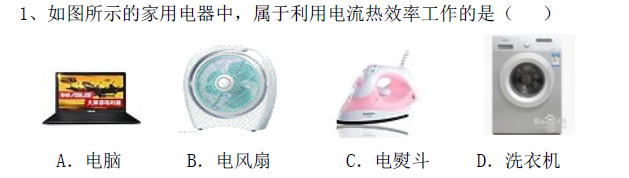 1、如图所示的家用电器中，属于利用电流热效率工作的是（　　）
A. 电脑　B. 电风扇　C. 电熨斗　D. 洗衣机